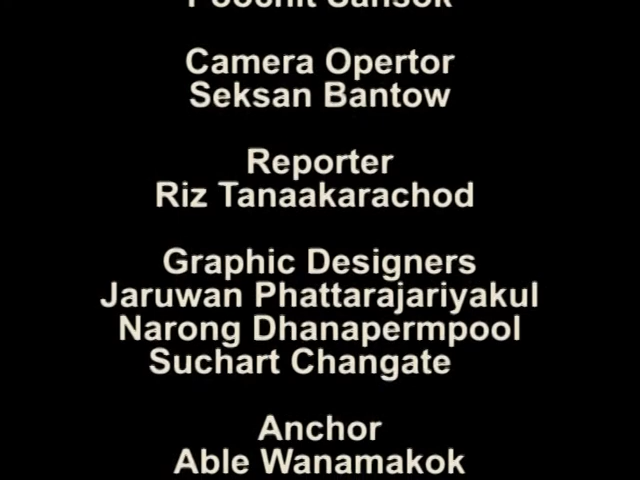 Camera Opertor
Seksan Bantow
Reporter
Riz Tanaakarachod
Graphic Designers
Jaruwan Phattarajariyakul
Narong Dhanapermpool
Suchart Changate
Anchor
Able Wanamakok